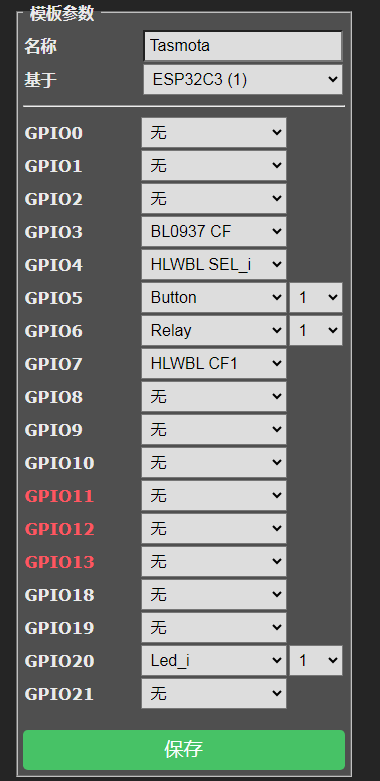 模板参数
名称 Tasmota
基于 ESP32C3 (1)
GPIO0 无
GPIO1 无
GPIO2 无
GPIO3 BL0937 CF
GPIO4 HLWBL SEL_i
GPIO5 Button 1
GPIO6 Relay 1
GPIO7 HLWBL CF1
GPIO8 无
GPIO9 无
GPIO10 无
GPIO11 无
GPIO12 无
GPIO13 无
GPIO18 无
GPIO19 无
GPIO20 Led_i 1
GPIO21 无
保存